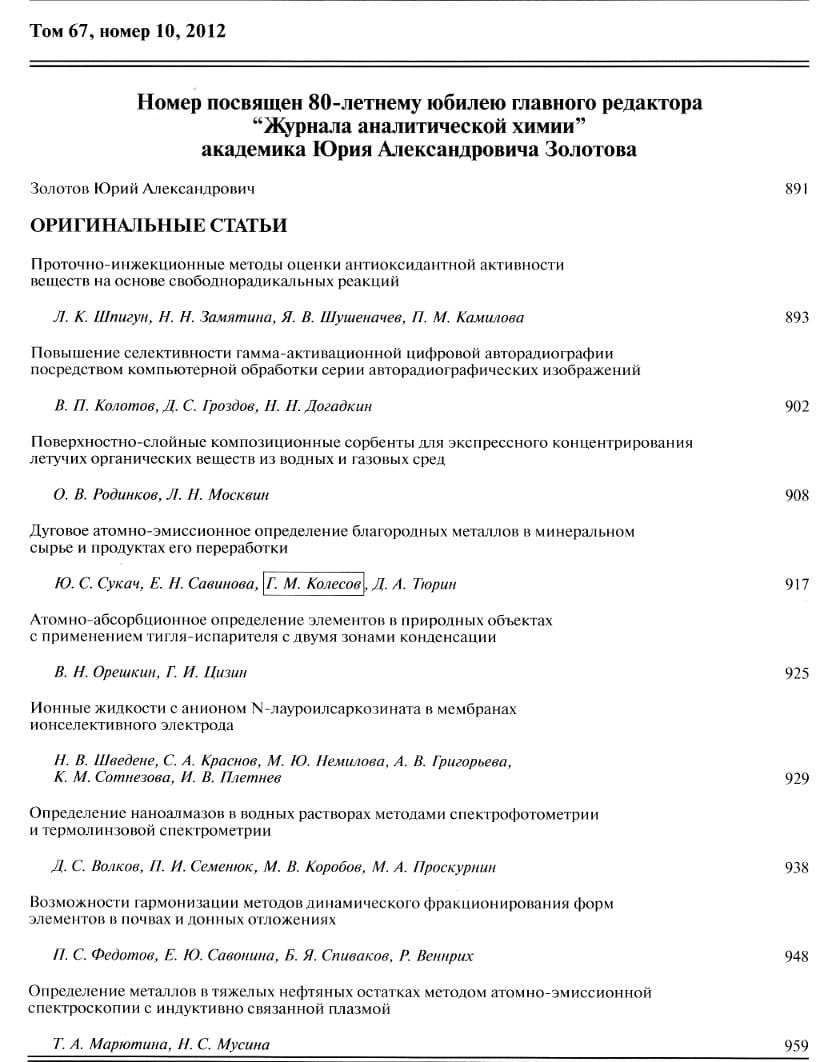 Том 67, номер 10, 2012
Номер посвящен 80-летнему юбилею главного редактора
“Журнала аналитической химии”
академика Юрия Александровича Золотова
Золотов Юрий Александрович 891
ОРИГИНАЛЬНЫЕ СТАТЬИ
Проточно-инжекционные методы оценки антиоксидантной активности
веществ на основе свободнорадикальных реакций
Л. К. Шпигун, Н. Н. Замятина, Я. В. Шушеначев, П. М. Камилова 893
Повышение селективности гамма-активационной цифровой авторадиографии
посредством компьютерной обработки серии авторадиографических изображений
В. П. Колотов, Д. С. Гроздов, Н. Н. Догадкин 902
Поверхностно-слойные композиционные сорбенты для экспрессного концентрирования
летучих органических веществ из водных и газовых сред
О. В. Родинков, Л. Н. Москвин 908
Дуговое атомно-эмиссионное определение благородных металлов в минеральном
сырье и продуктах его переработки
Ю. С. Сукач, Е. Н. Савинова, Г. М. Колесов, Д. А. Тюрин 917
Атомно-абсорбционное определение элементов в природных объектах
с применением тигля-испарителя с двумя зонами конденсации
В. Н. Орешкин, Г. И. Цизин 925
Ионные жидкости с анионом N-лауроилсаркозината в мембранах
ионселективного электрода
Н. В. Шведене, С. А. Краснов, М. Ю. Немилова, А. В. Григорьева,
К. М. Сотнезова, И. В. Плетнев 929
Определение наноалмазов в водных растворах методами спектрофотометрии
и термолинзовой спектрометрии
Д. С. Волков, П. И. Семенюк, М. В. Коробов, М. А. Проскурнин 938
Возможности гармонизации методов динамического фракционирования форм
элементов в почвах и донных отложениях
П. С. Федотов, Е. Ю. Савонина, Б. Я. Спиваков, Р. Веннрих 948
Определение металлов в тяжелых нефтяных остатках методом атомно-эмиссионной
спектроскопии с индуктивно связанной плазмой
Т. А. Марютина, Н. С. Мусина 959